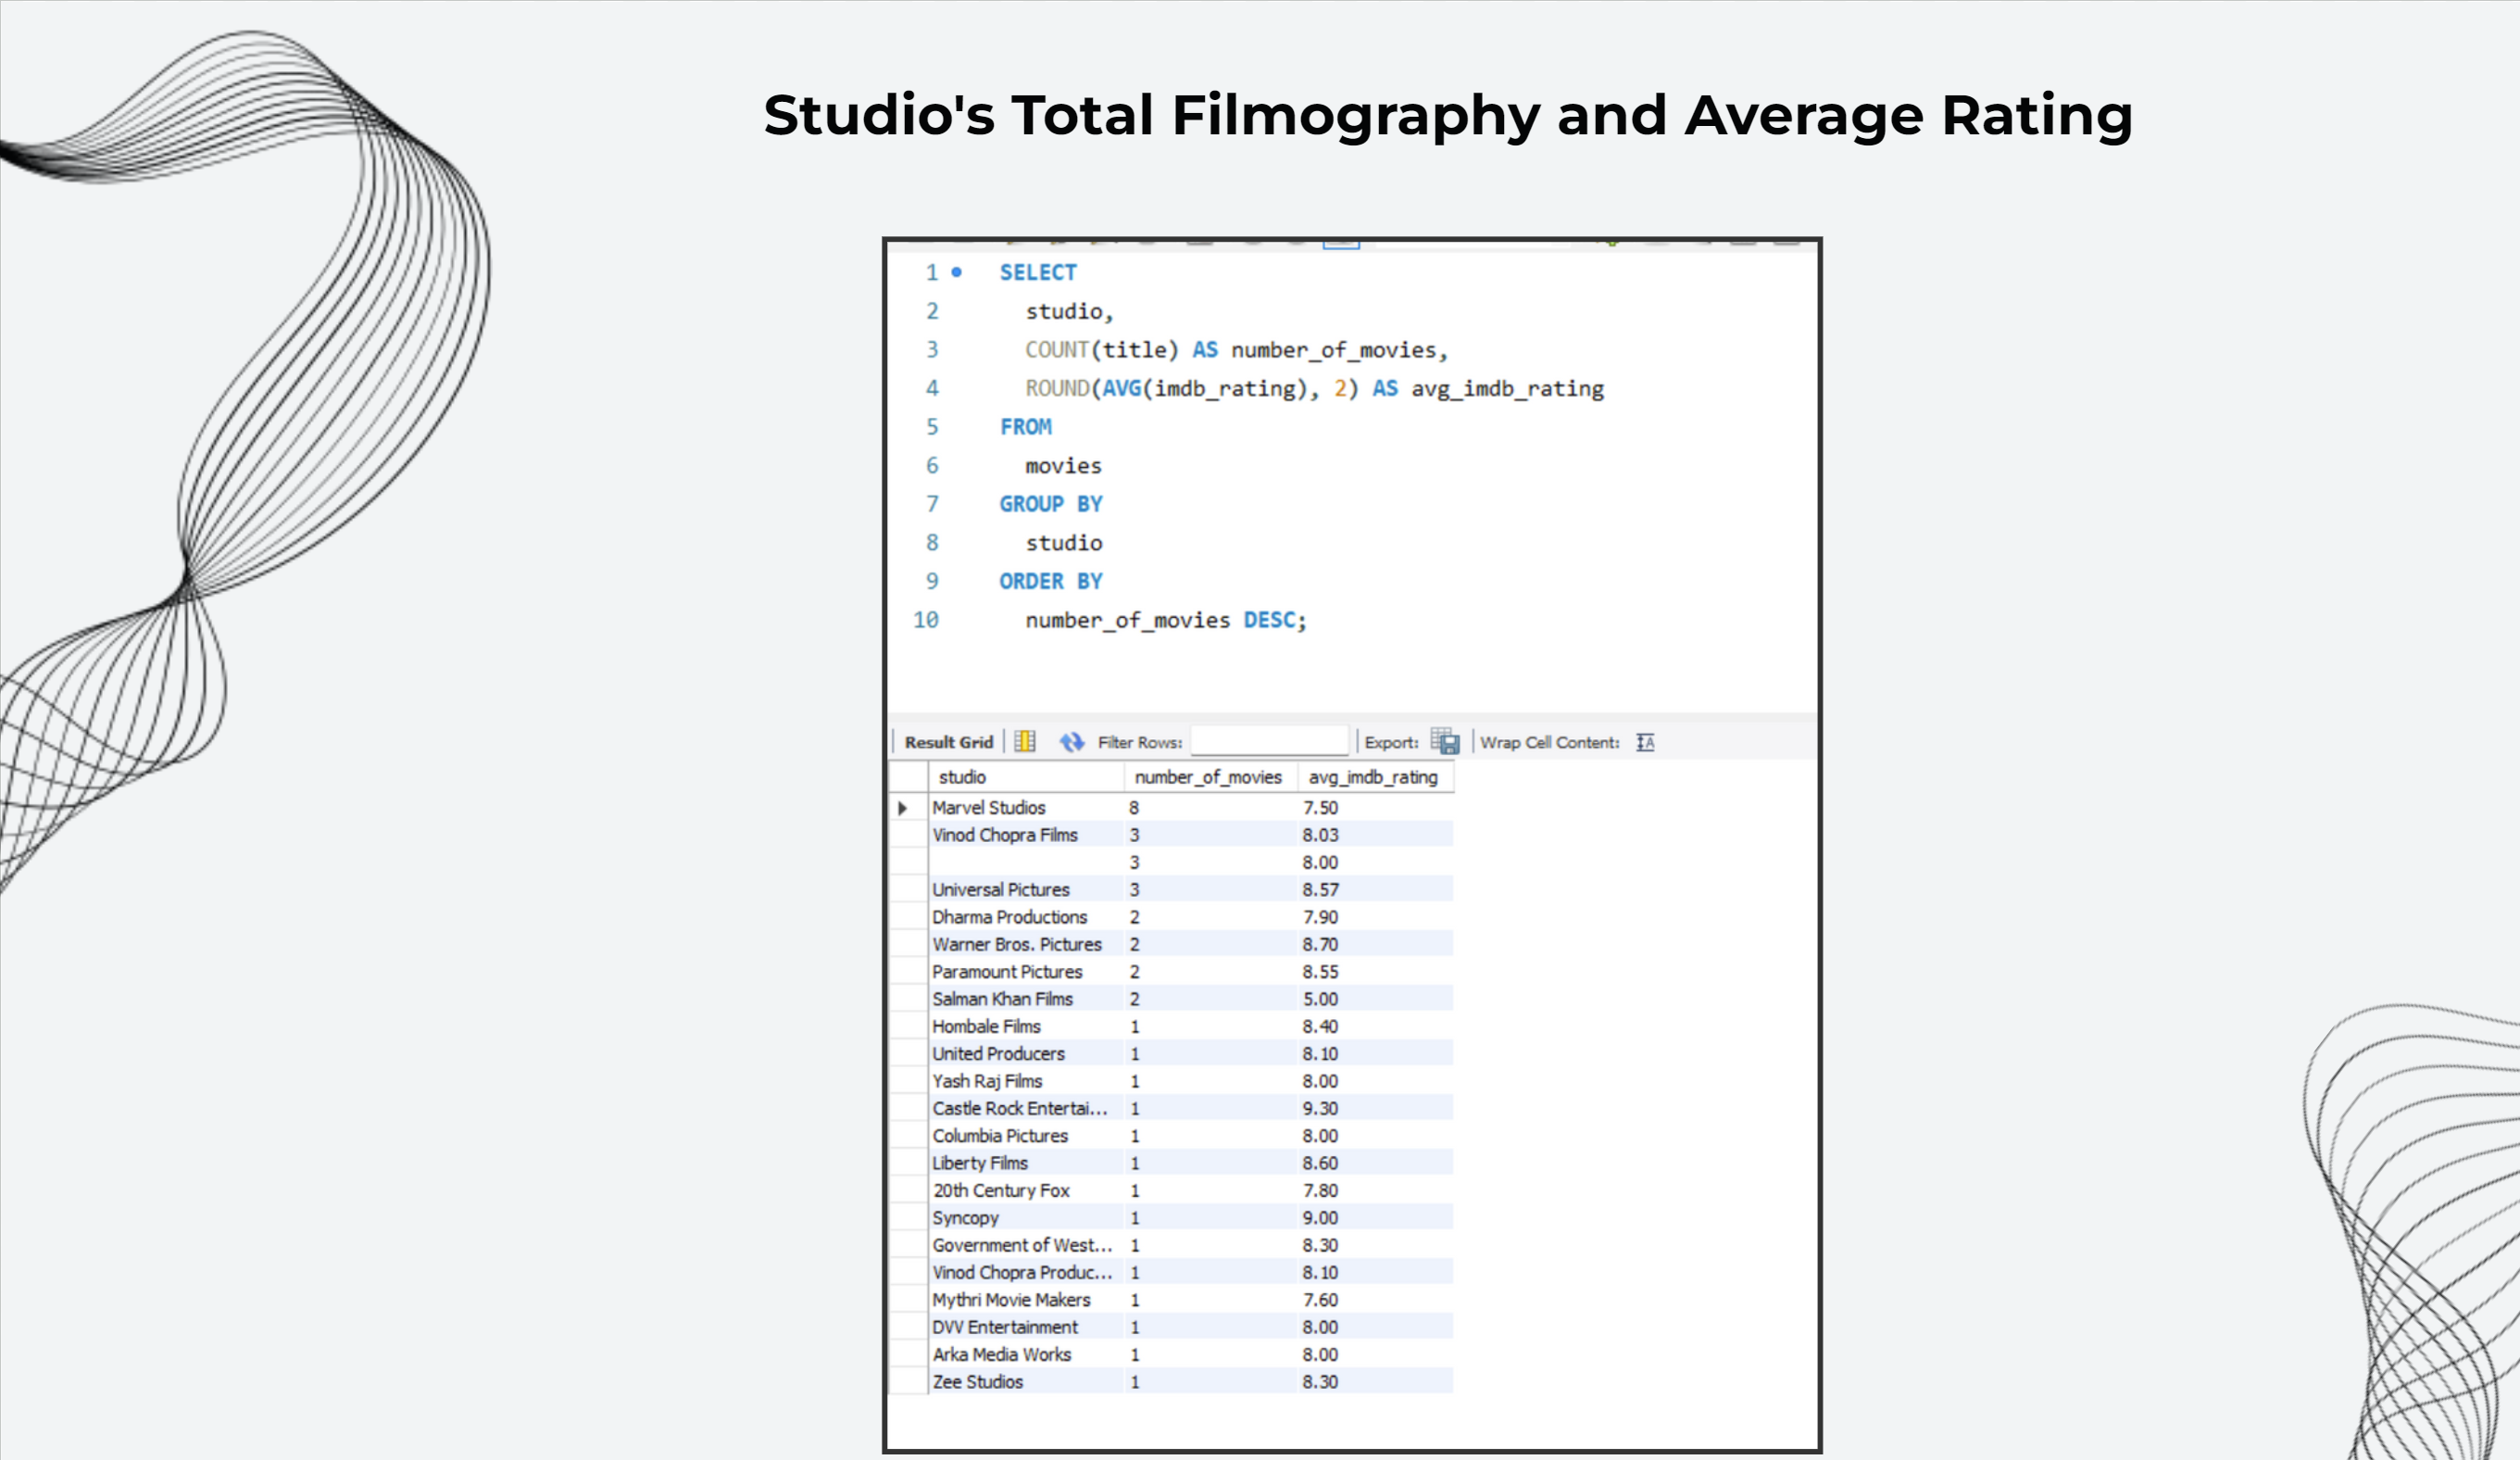 Studio's Total Filmography and Average Rating
1 SELECT
2 studio,
3 COUNT(title) AS number_of_movies,
4 ROUND(AVG(imdb_rating), 2) AS avg_imdb_rating
5 FROM
6 movies
7 GROUP BY
8 studio
9 ORDER BY
10 number_of_movies DESC;
Result Grid Filter Rows: Export: Wrap Cell Content:
studio number_of_movies avg_imdb_rating
Marvel Studios 8 7.50
Vinod Chopra Films 3 8.03
3 8.00
Universal Pictures 3 8.57
Dharma Productions 2 7.90
Warner Bros. Pictures 2 8.70
Paramount Pictures 2 8.55
Salman Khan Films 2 5.00
Hombale Films 1 8.40
United Producers 1 8.10
Yash Raj Films 1 8.00
Castle Rock Entertai... 1 9.30
Columbia Pictures 1 8.00
Liberty Films 1 8.60
20th Century Fox 1 7.80
Syncopy 1 9.00
Government of West... 1 8.30
Vinod Chopra Produc... 1 8.10
Mythri Movie Makers 1 7.60
DVV Entertainment 1 8.00
Arka Media Works 1 8.00
Zee Studios 1 8.30